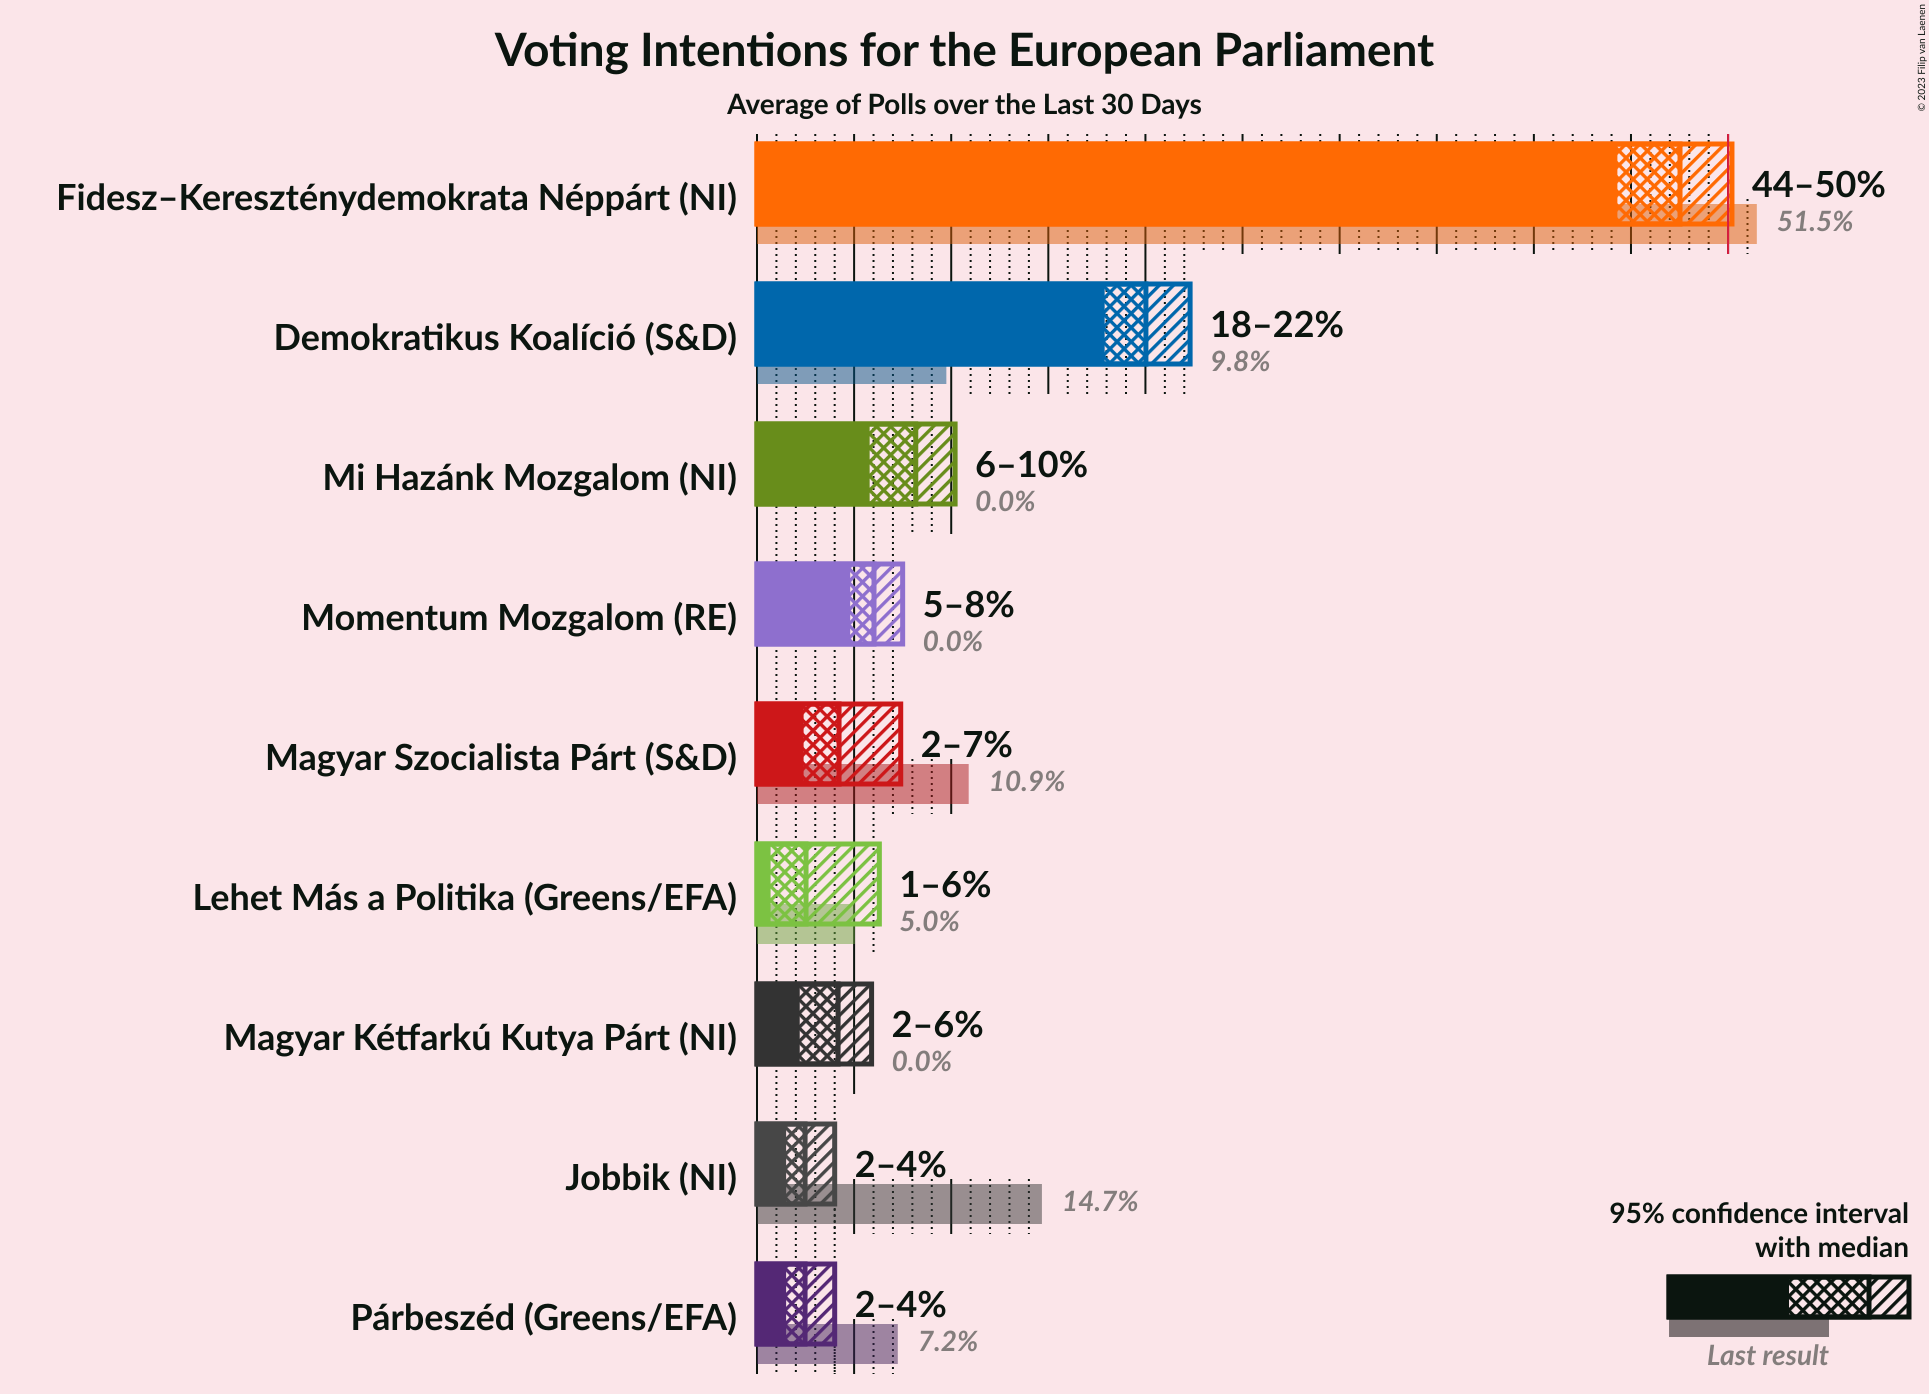 Voting Intentions for the European Parliament
Average of Polls over the Last 30 Days
© 2023 Filip van Laenen
Fidesz–Kereszténydemokrata Néppárt (NI)
44–50%
51.5%
Demokratikus Koalíció (S&D)
18–22%
9.8%
Mi Hazánk Mozgalom (NI)
6–10%
0.0%
Momentum Mozgalom (RE)
5–8%
0.0%
Magyar Szocialista Párt (S&D)
2–7%
10.9%
Lehet Más a Politika (Greens/EFA)
1–6%
5.0%
Magyar Kétfarkú Kutya Párt (NI)
2–6%
0.0%
Jobbik (NI)
2–4%
14.7%
Párbeszéd (Greens/EFA)
2–4%
7.2%
95% confidence interval
with median
Last result